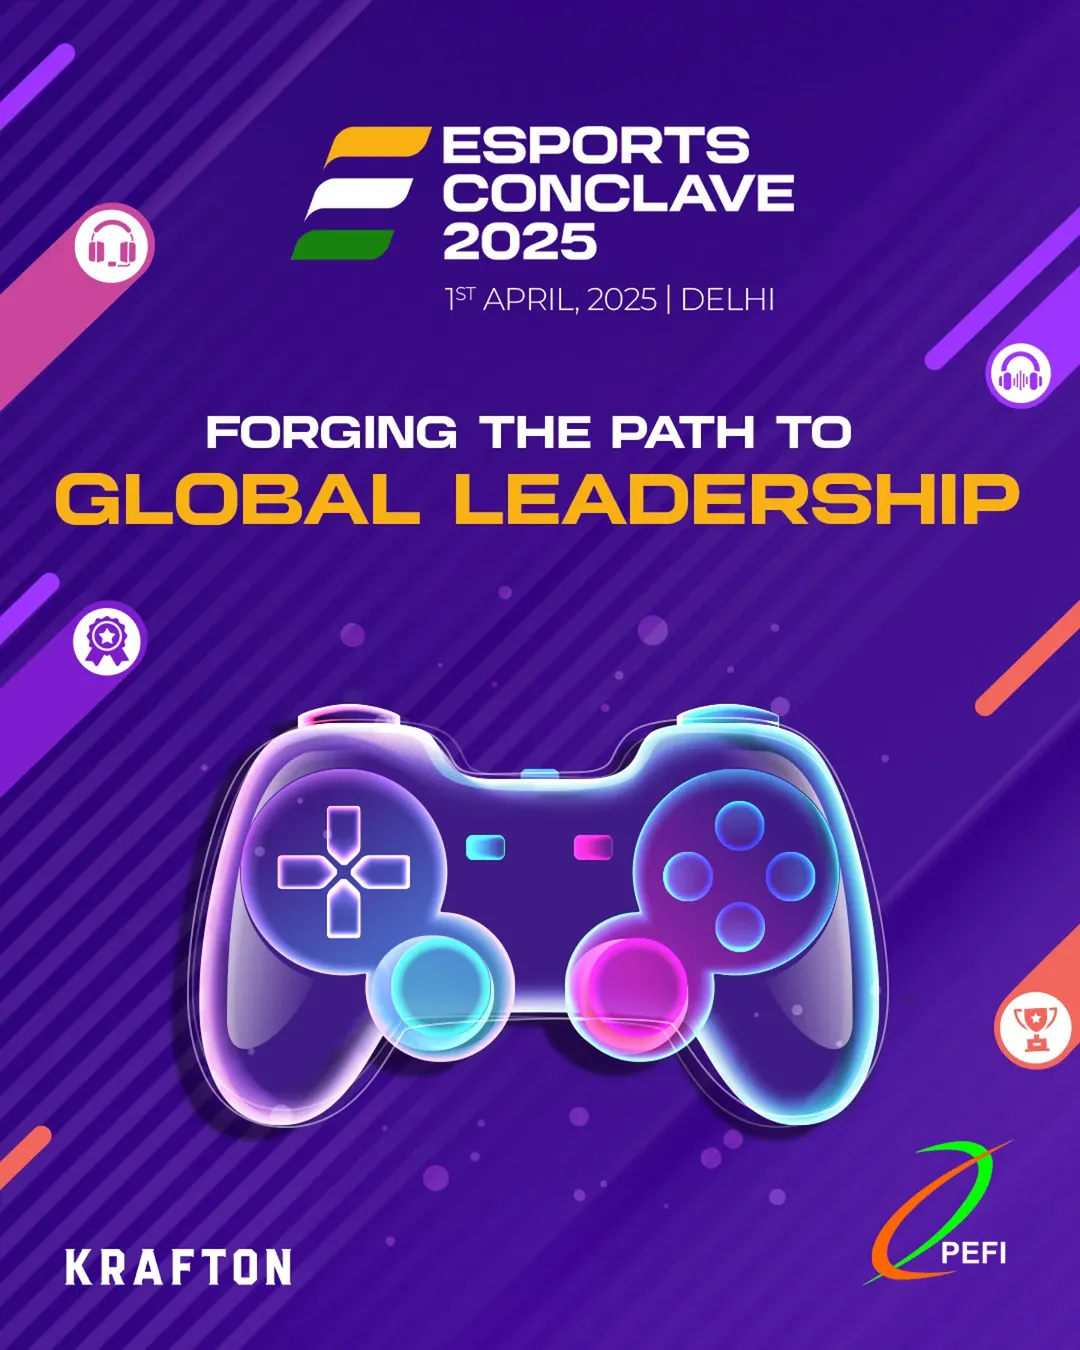 ESPORTS
CONCLAVE
2025
1ST APRIL, 2025 | DELHI
FORGING THE PATH TO
GLOBAL LEADERSHIP
KRAFTON
PEFI